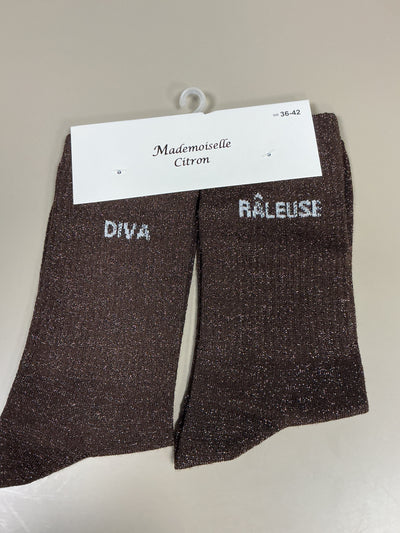 36-42
Mademoiselle
Citron
DIVA
RÂLEUSE